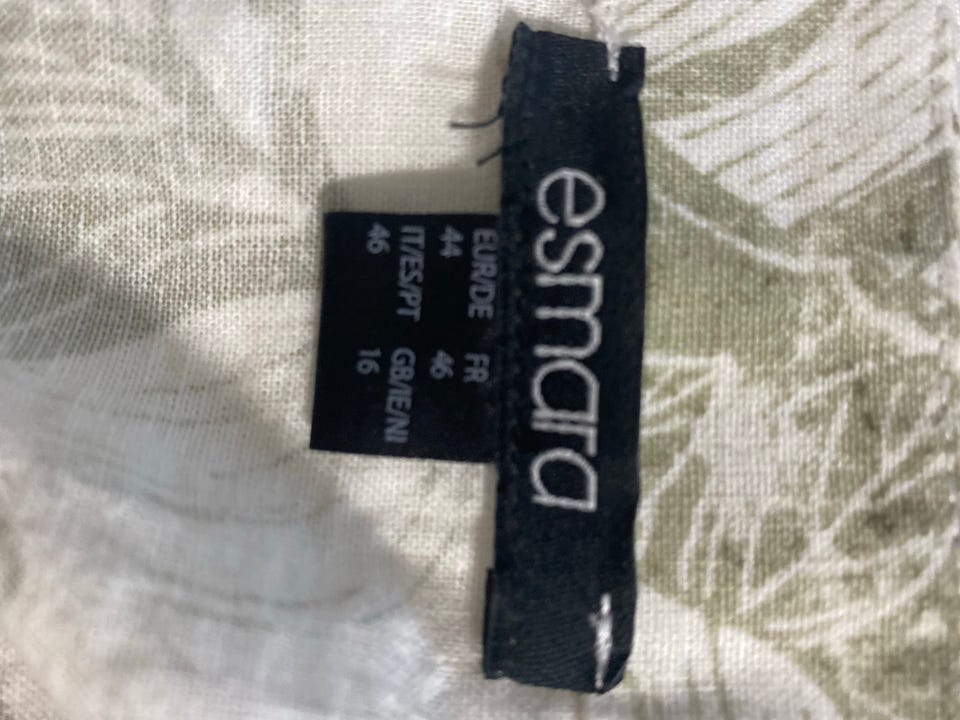 esmara
EUR/DE FR
44 46
IT/ES/PT GB/IE/NI
46 16